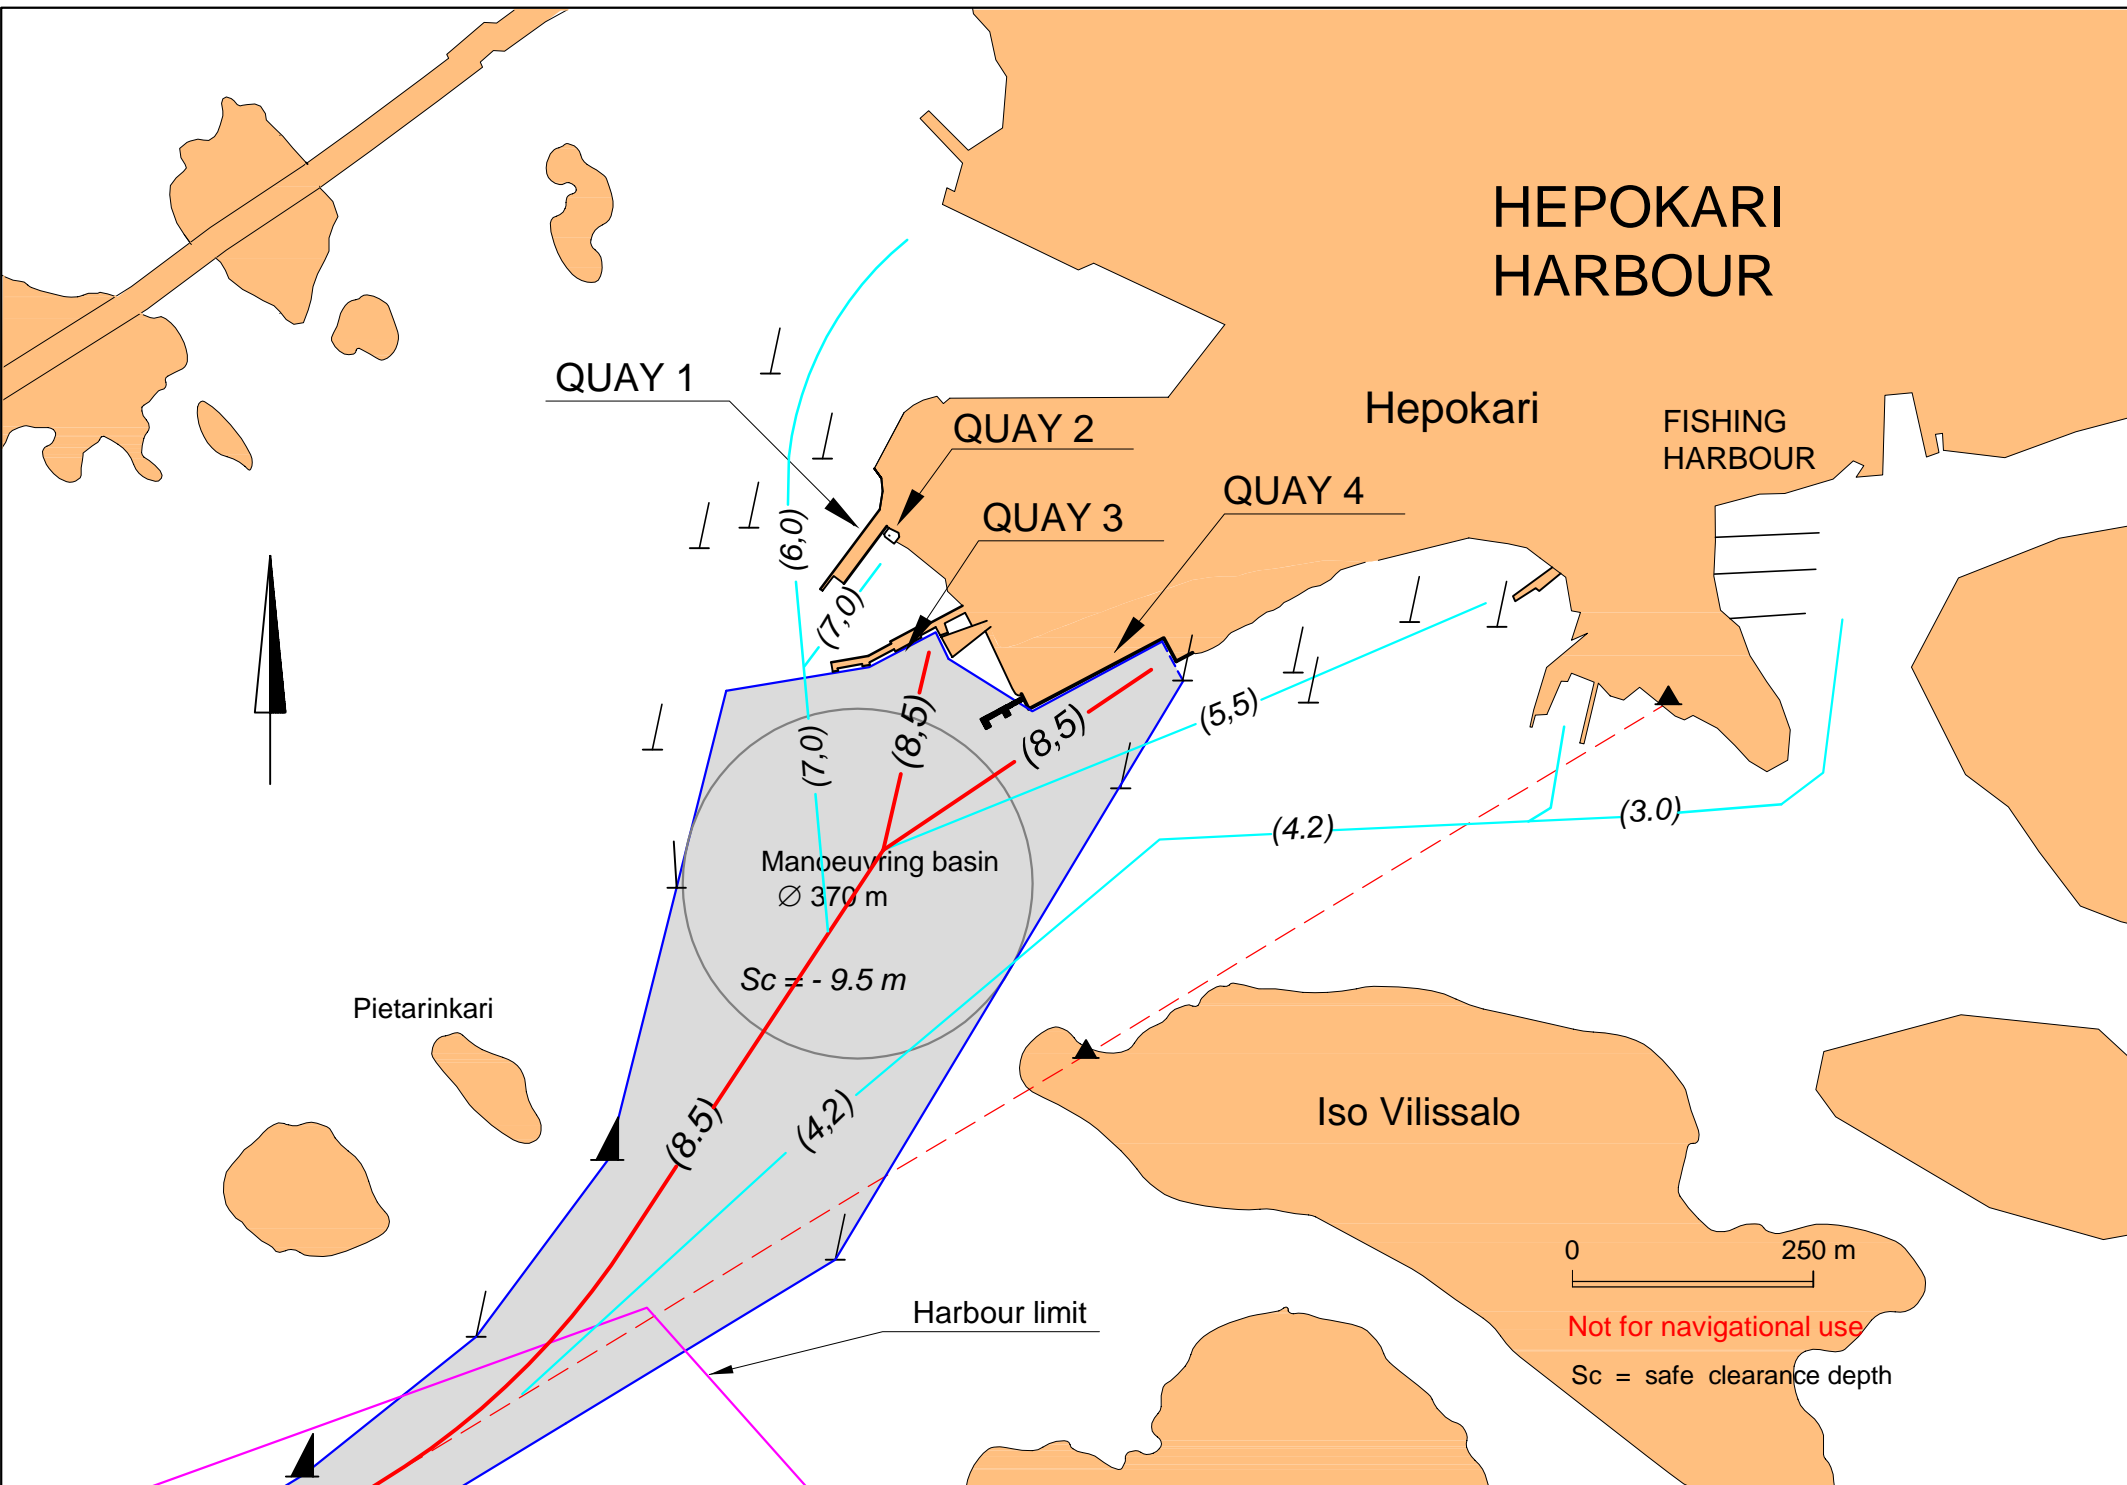 HEPOKARI
HARBOUR
QUAY 1
QUAY 2
Hepokari
FISHING
HARBOUR
QUAY 3
QUAY 4
(6,0)
(7,0)
(8,5)
(8,5)
(5,5)
(7,0)
(4.2)
(3.0)
Manoeuvring basin
∅ 370 m
Sc = - 9.5 m
Pietarinkari
(8.5)
(4,2)
Iso Vilissalo
0 250 m
Harbour limit
Not for navigational use
Sc = safe clearance depth